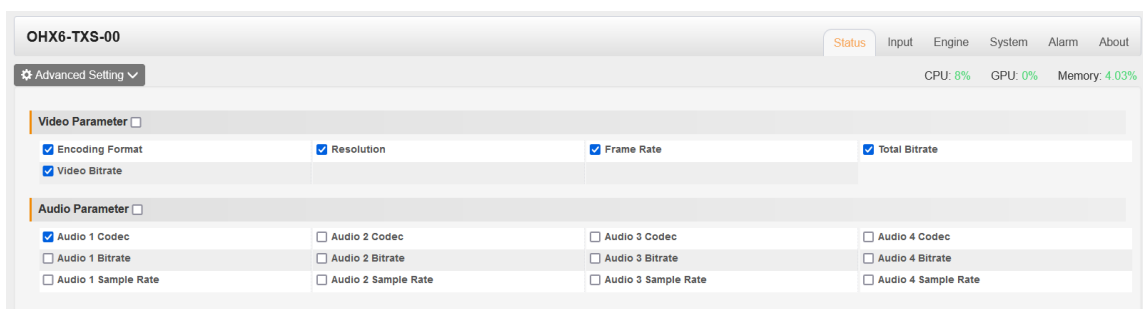 OHX6-TXS-00
Status Input Engine System Alarm About
Advanced Setting CPU: 8% GPU: 0% Memory: 4.03%
Video Parameter
Encoding Format Resolution Frame Rate Total Bitrate
Video Bitrate
Audio Parameter
Audio 1 Codec Audio 2 Codec Audio 3 Codec Audio 4 Codec
Audio 1 Bitrate Audio 2 Bitrate Audio 3 Bitrate Audio 4 Bitrate
Audio 1 Sample Rate Audio 2 Sample Rate Audio 3 Sample Rate Audio 4 Sample Rate